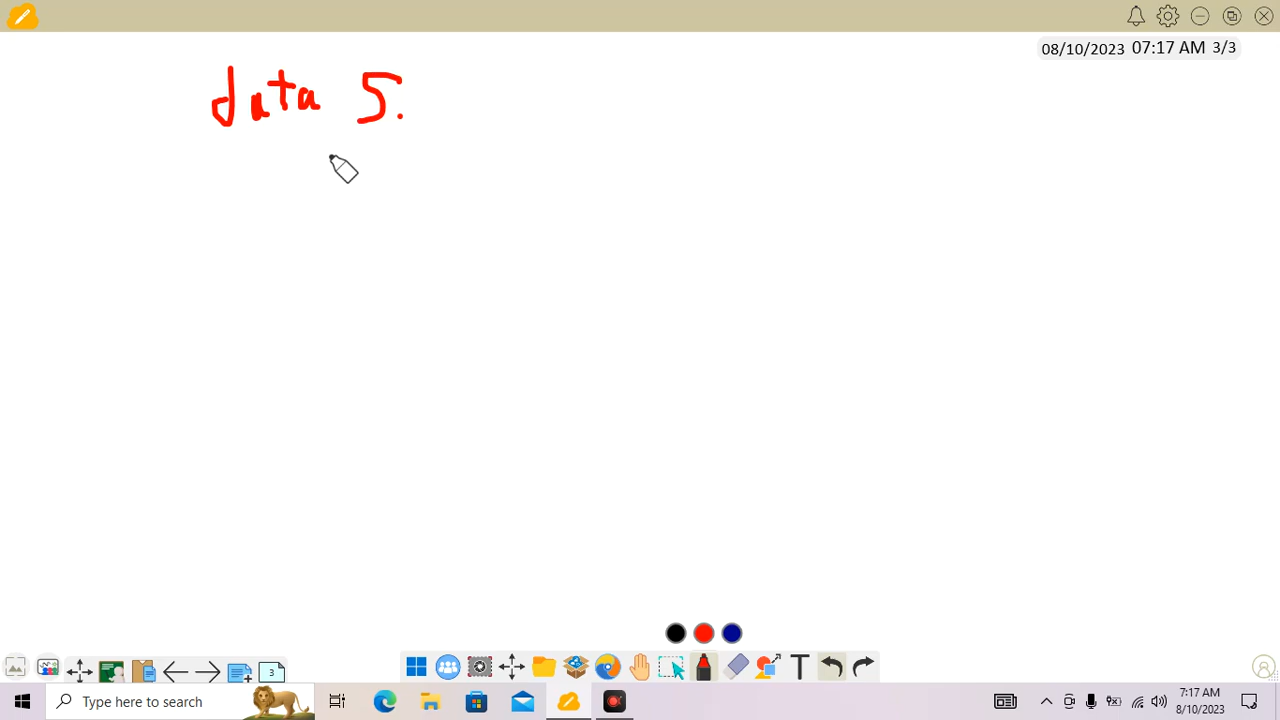 08/10/2023 07:17 AM 3/3
data 5.
3
T
Type here to search
7:17 AM
8/10/2023